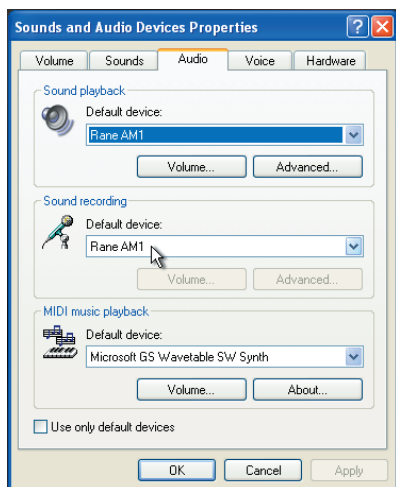 Sounds and Audio Devices Properties
Volume Sounds Audio Voice Hardware
Sound playback
Default device:
Rane AM1
Volume... Advanced...
Sound recording
Default device:
Rane AM1
Volume... Advanced...
MIDI music playback
Default device:
Microsoft GS Wavetable SW Synth
Volume... About...
Use only default devices
OK Cancel Apply